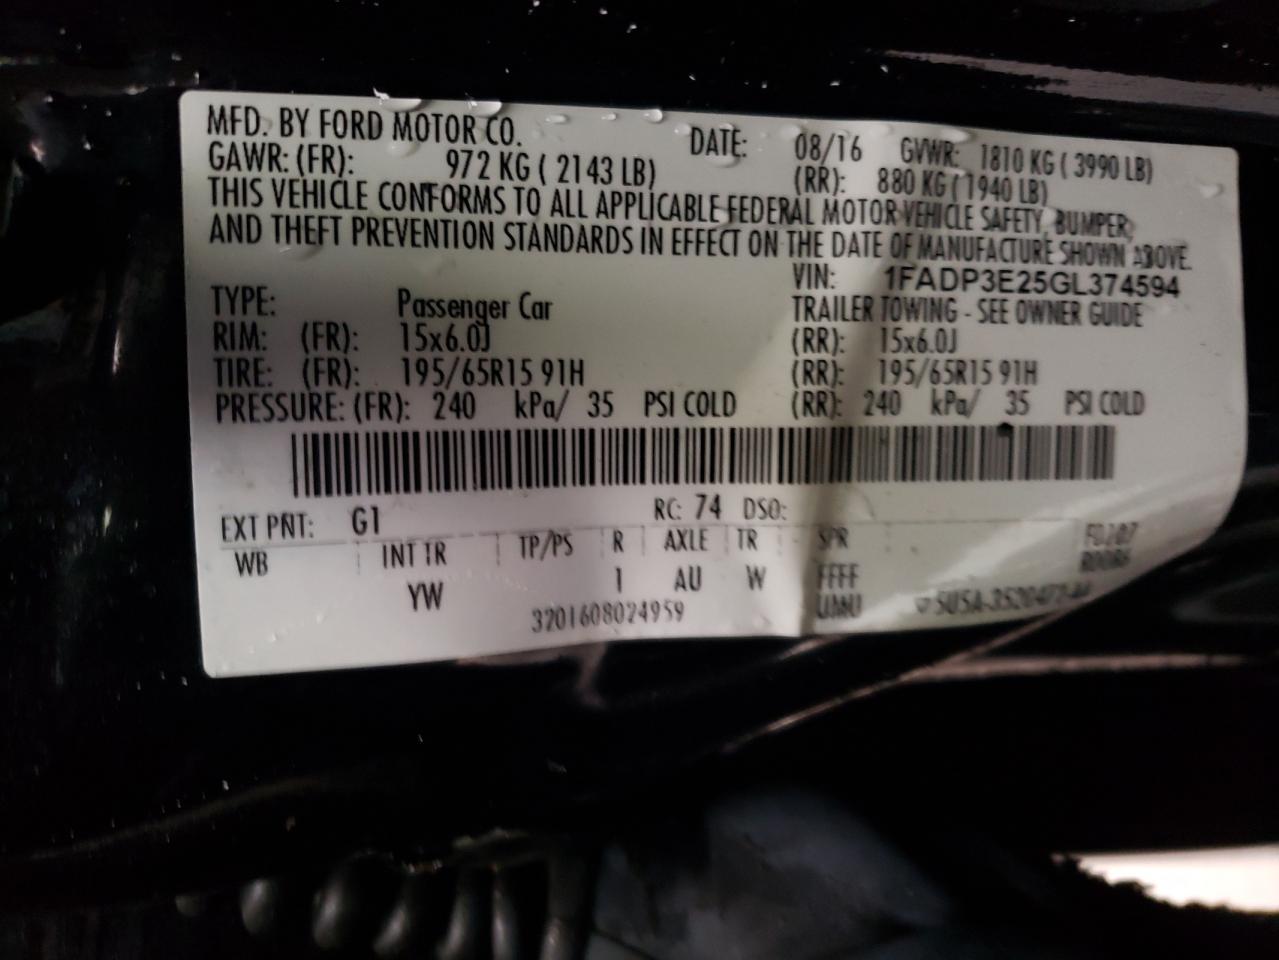 MFD. BY FORD MOTOR CO. DATE: 08/16 GVWR: 1810 KG ( 3990 LB)
GAWR: (FR): 972 KG ( 2143 LB) (RR): 880 KG ( 1940 LB)
THIS VEHICLE CONFORMS TO ALL APPLICABLE FEDERAL MOTOR VEHICLE SAFETY, BUMPER,
AND THEFT PREVENTION STANDARDS IN EFFECT ON THE DATE OF MANUFACTURE SHOWN ABOVE.
VIN: 1FADP3E25GL374594
TYPE: Passenger Car TRAILER TOWING - SEE OWNER GUIDE
RIM: (FR): 15x6.0J (RR): 15x6.0J
TIRE: (FR): 195/65R15 91H (RR): 195/65R15 91H
PRESSURE: (FR): 240 kPa/ 35 PSI COLD (RR): 240 kPa/ 35 PSI COLD
EXT PNT: G1 RC: 74 DSO:
WB INT TR TP/PS R AXLE TR SPR F0207
R0086
YW 1 AU W FFFF
UMU
3201608024959